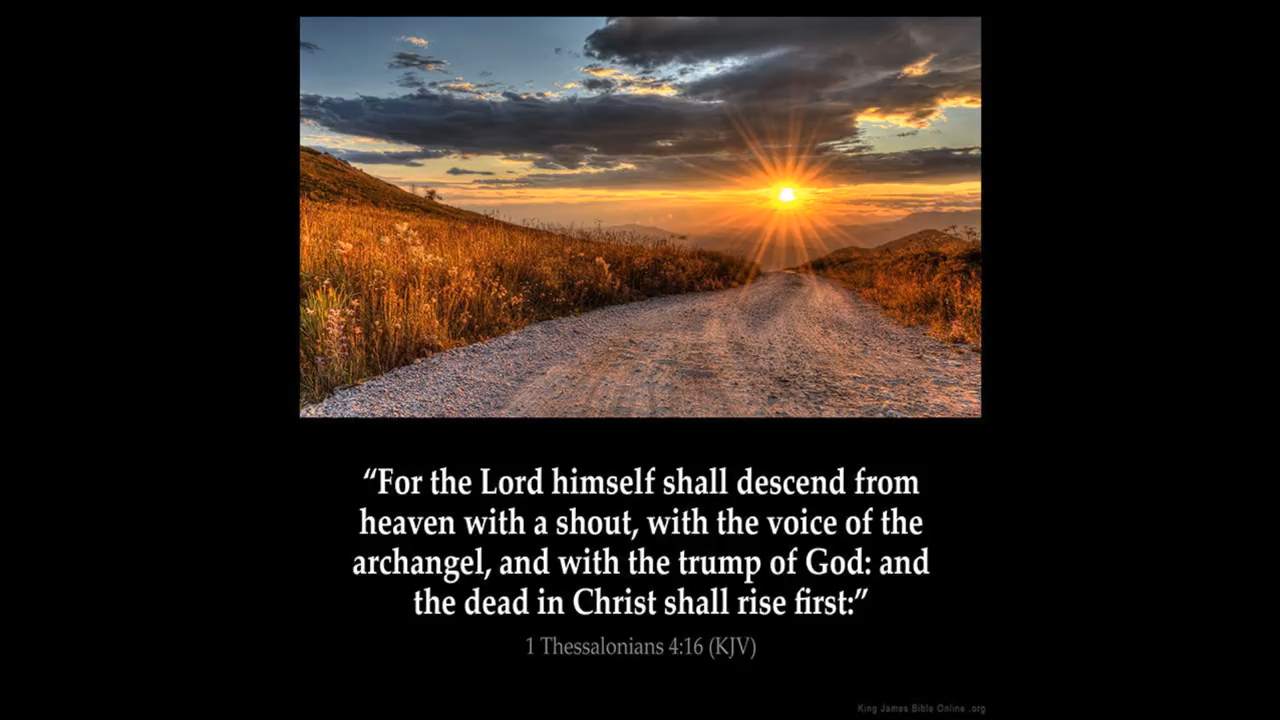 “For the Lord himself shall descend from
heaven with a shout, with the voice of the
archangel, and with the trump of God: and
the dead in Christ shall rise first:”
1 Thessalonians 4:16 (KJV)
King James Bible Online .org